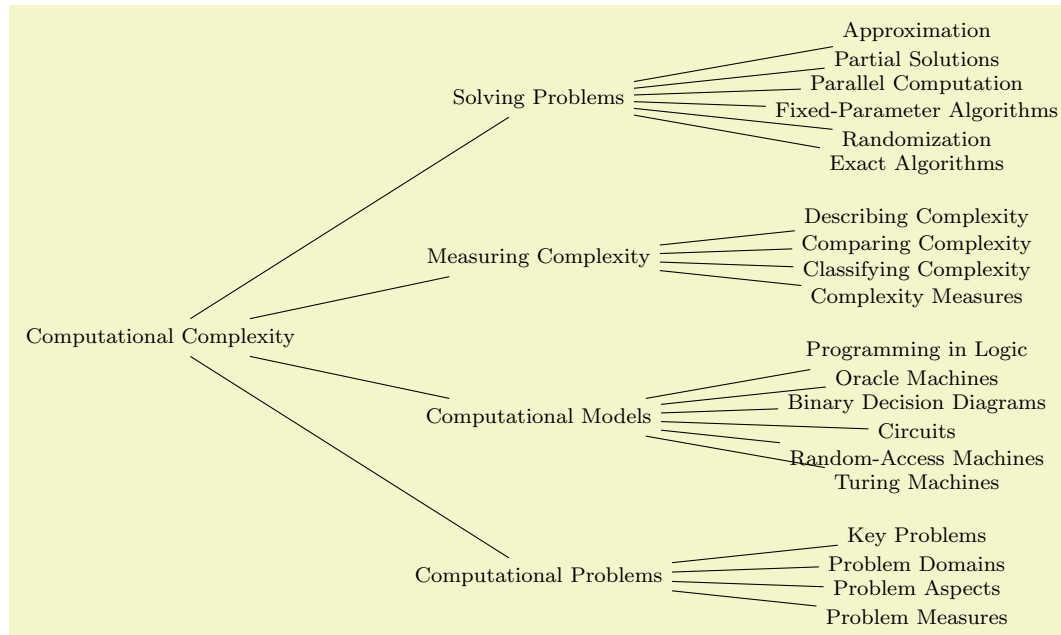 Computational Complexity
Solving Problems
Approximation
Partial Solutions
Parallel Computation
Fixed-Parameter Algorithms
Randomization
Exact Algorithms
Measuring Complexity
Describing Complexity
Comparing Complexity
Classifying Complexity
Complexity Measures
Computational Models
Programming in Logic
Oracle Machines
Binary Decision Diagrams
Circuits
Random-Access Machines
Turing Machines
Computational Problems
Key Problems
Problem Domains
Problem Aspects
Problem Measures